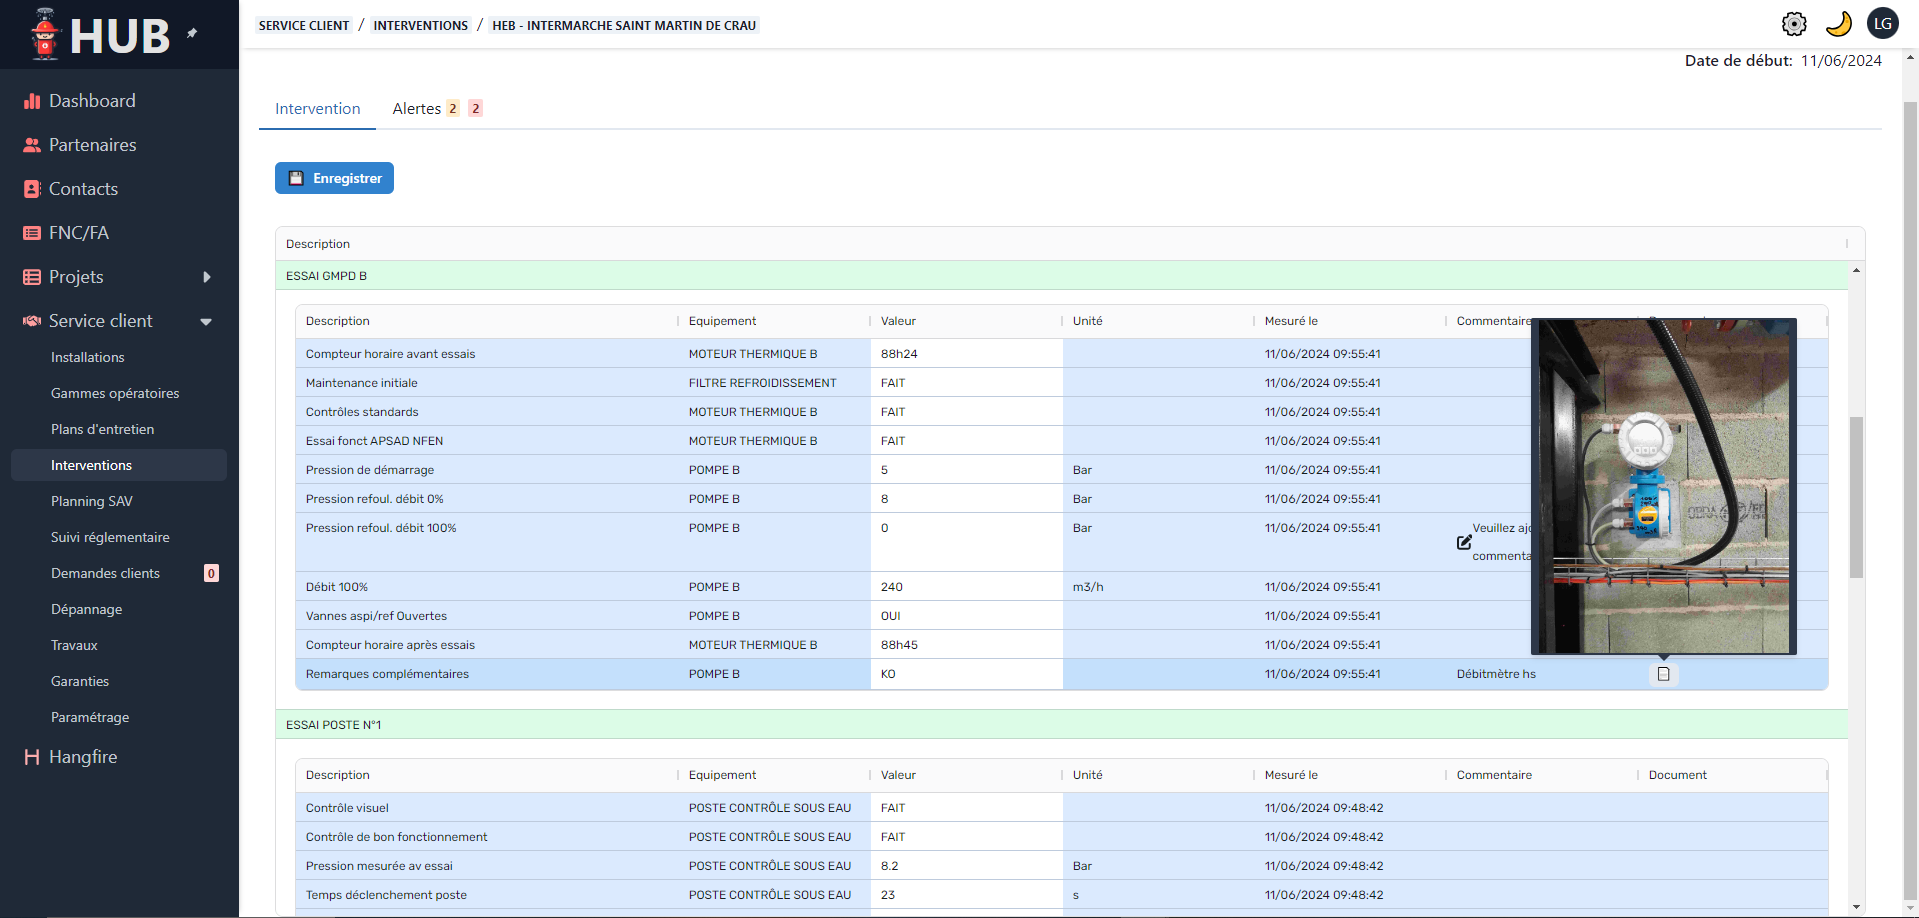 HUB
SERVICE CLIENT / INTERVENTIONS / HEB - INTERMARCHE SAINT MARTIN DE CRAU
LG
Date de début: 11/06/2024
Dashboard
Partenaires
Contacts
FNC/FA
Projets
Service client
Installations
Gammes opératoires
Plans d'entretien
Interventions
Planning SAV
Suivi réglementaire
Demandes clients 0
Dépannage
Travaux
Garanties
Paramétrage
Hangfire
Intervention Alertes 2 2
Enregistrer
Description
ESSAI GMPD B
Description Equipement Valeur Unité Mesuré le Commentaire
Compteur horaire avant essais MOTEUR THERMIQUE B 88h24 11/06/2024 09:55:41
Maintenance initiale FILTRE REFROIDISSEMENT FAIT 11/06/2024 09:55:41
Contrôles standards MOTEUR THERMIQUE B FAIT 11/06/2024 09:55:41
Essai fonct APSAD NFEN MOTEUR THERMIQUE B FAIT 11/06/2024 09:55:41
Pression de démarrage POMPE B 5 Bar 11/06/2024 09:55:41
Pression refoul. débit 0% POMPE B 8 Bar 11/06/2024 09:55:41
Pression refoul. débit 100% POMPE B 0 Bar 11/06/2024 09:55:41 Veuillez ajo
commenta
Débit 100% POMPE B 240 m3/h 11/06/2024 09:55:41
Vannes aspi/ref Ouvertes POMPE B OUI 11/06/2024 09:55:41
Compteur horaire après essais MOTEUR THERMIQUE B 88h45 11/06/2024 09:55:41
Remarques complémentaires POMPE B KO 11/06/2024 09:55:41 Débitmètre hs
ESSAI POSTE N°1
Description Equipement Valeur Unité Mesuré le Commentaire Document
Contrôle visuel POSTE CONTRÔLE SOUS EAU FAIT 11/06/2024 09:48:42
Contrôle de bon fonctionnement POSTE CONTRÔLE SOUS EAU FAIT 11/06/2024 09:48:42
Pression mesurée av essai POSTE CONTRÔLE SOUS EAU 8.2 Bar 11/06/2024 09:48:42
Temps déclenchement poste POSTE CONTRÔLE SOUS EAU 23 s 11/06/2024 09:48:42